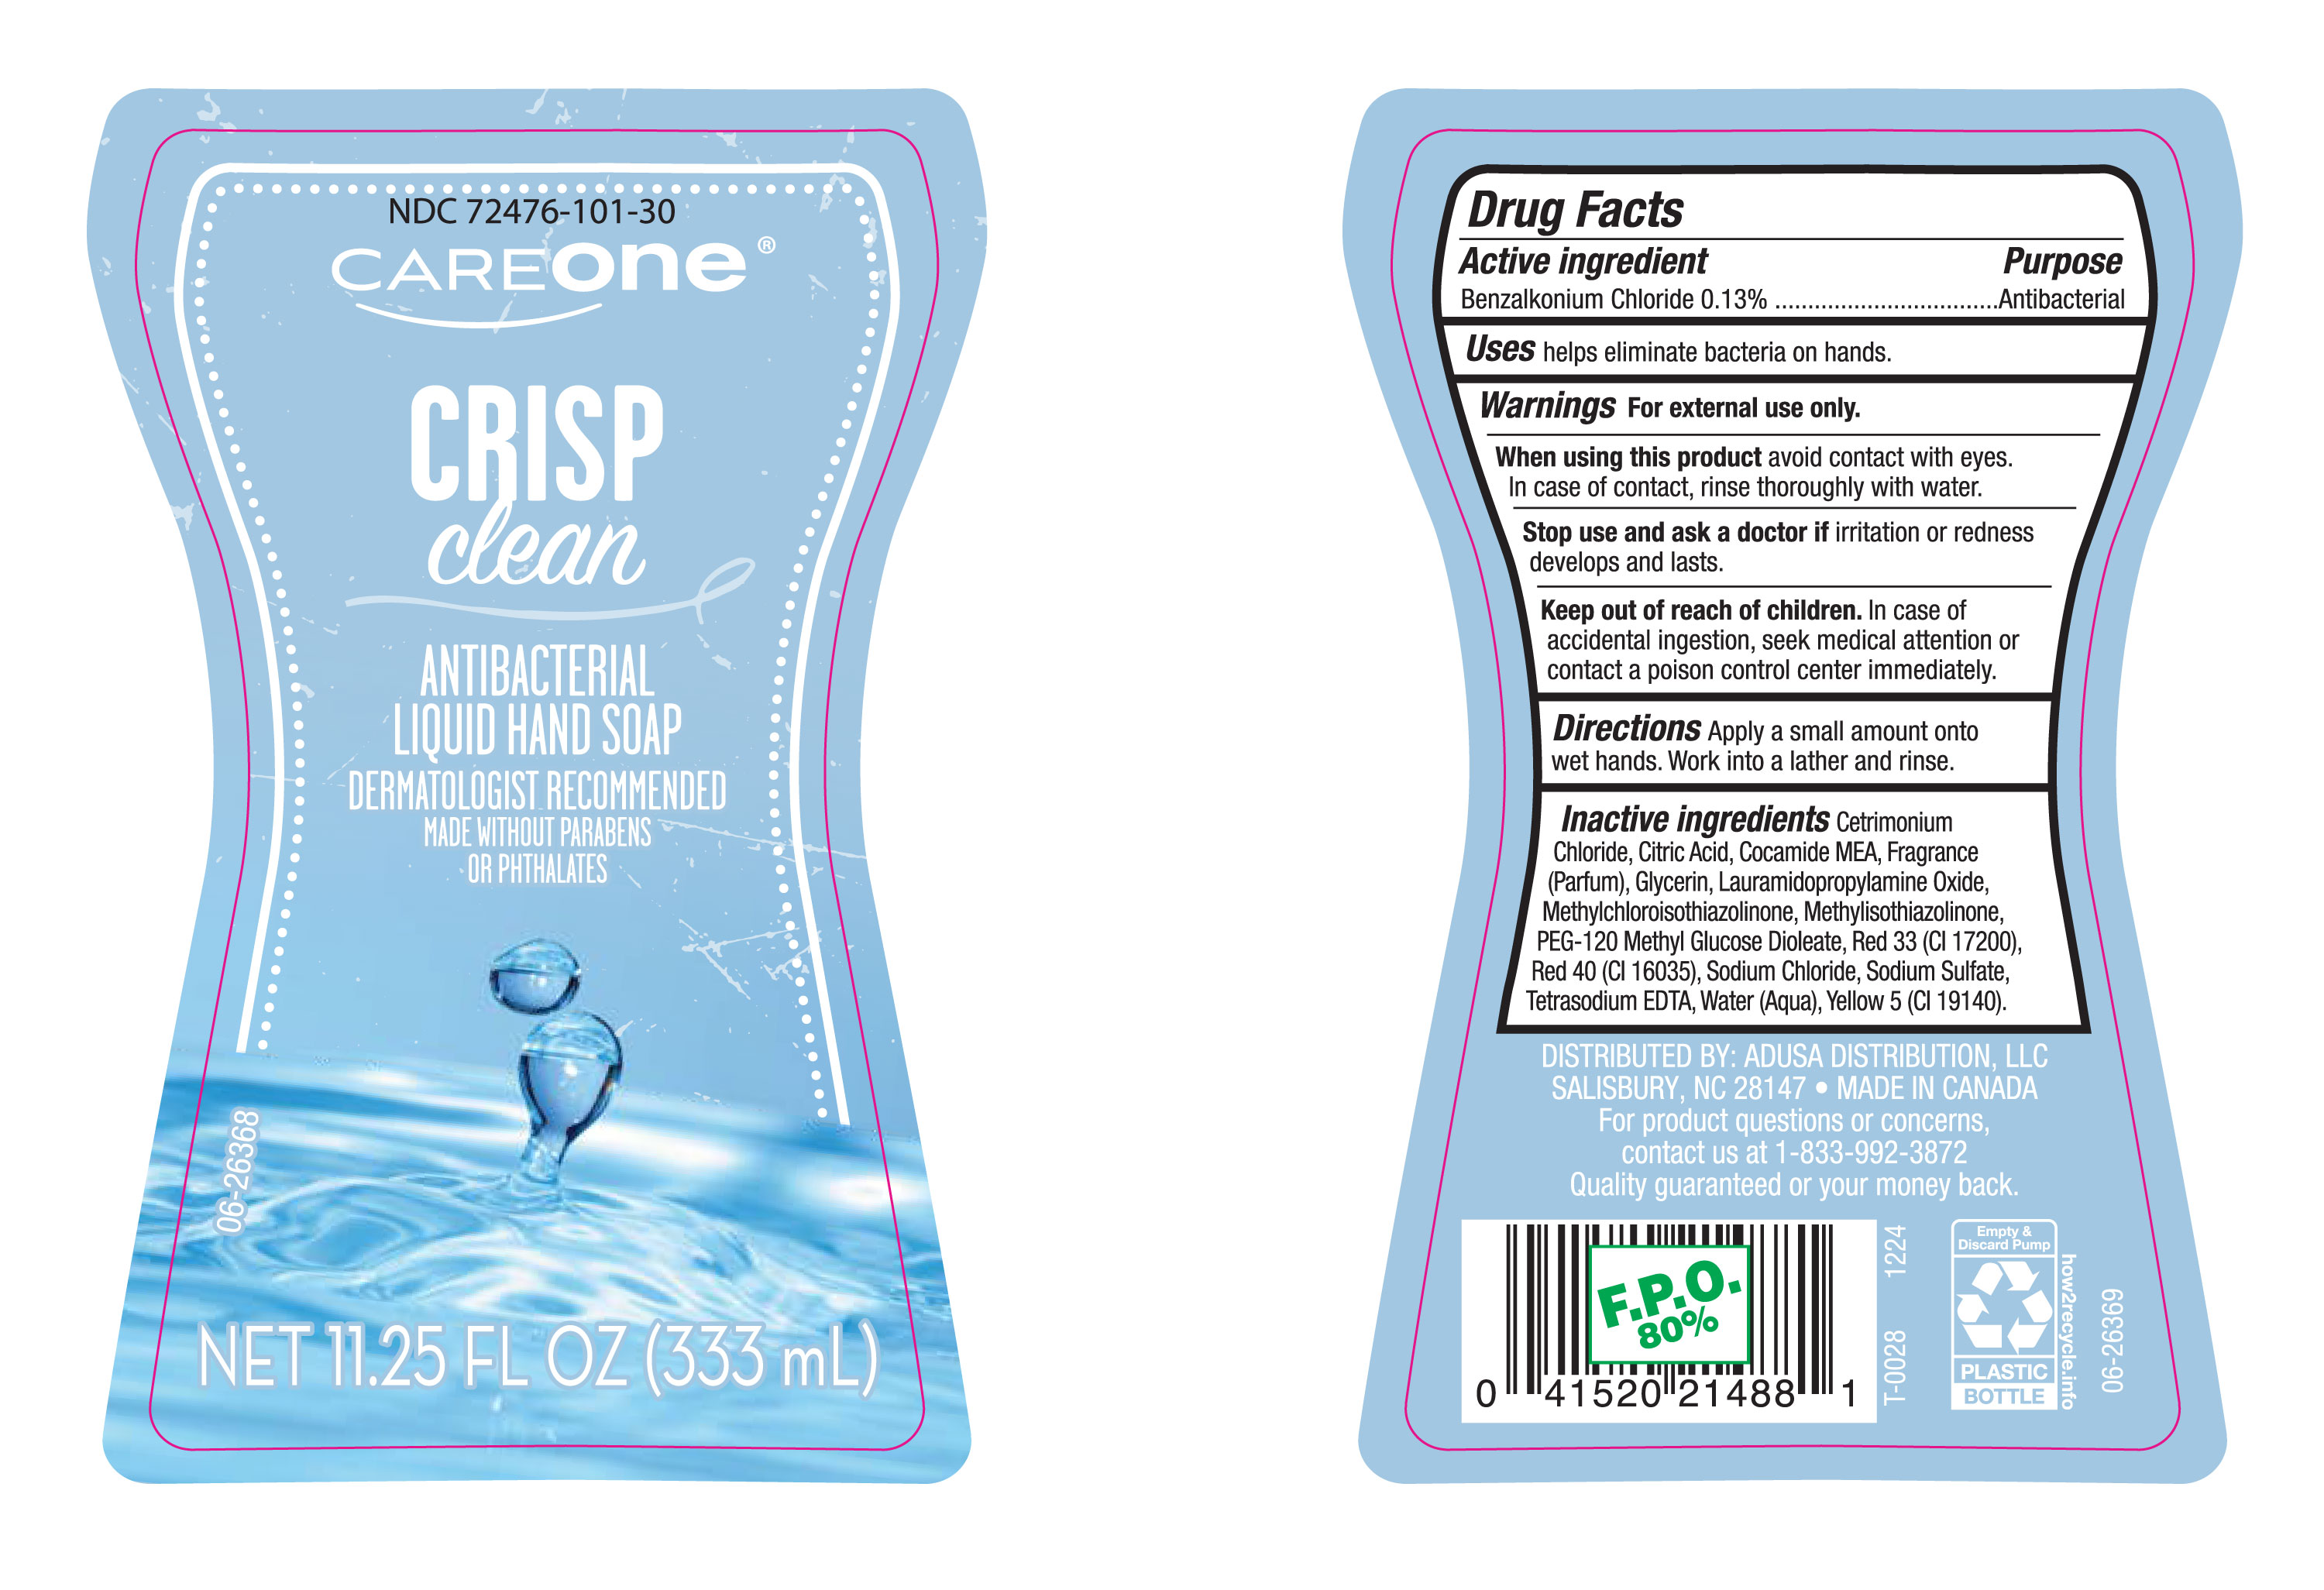 NDC 72476-101-30
CAREone®
CRISP
clean
ANTIBACTERIAL
LIQUID HAND SOAP
DERMATOLOGIST RECOMMENDED
MADE WITHOUT PARABENS
OR PHTHALATES
06-26368
NET 11.25 FL OZ (333 mL)
Drug Facts
Active ingredient Purpose
Benzalkonium Chloride 0.13% ..................................Antibacterial
Uses helps eliminate bacteria on hands.
Warnings For external use only.
When using this product avoid contact with eyes.
In case of contact, rinse thoroughly with water.
Stop use and ask a doctor if irritation or redness
develops and lasts.
Keep out of reach of children. In case of
accidental ingestion, seek medical attention or
contact a poison control center immediately.
Directions Apply a small amount onto
wet hands. Work into a lather and rinse.
Inactive ingredients Cetrimonium
Chloride, Citric Acid, Cocamide MEA, Fragrance
(Parfum), Glycerin, Lauramidopropylamine Oxide,
Methylchloroisothiazolinone, Methylisothiazolinone,
PEG-120 Methyl Glucose Dioleate, Red 33 (CI 17200),
Red 40 (CI 16035), Sodium Chloride, Sodium Sulfate,
Tetrasodium EDTA, Water (Aqua), Yellow 5 (CI 19140).
DISTRIBUTED BY: ADUSA DISTRIBUTION, LLC
SALISBURY, NC 28147 • MADE IN CANADA
For product questions or concerns,
contact us at 1-833-992-3872
Quality guaranteed or your money back.
F.P.O.
80%
0 41520 21488 1
T-0028 1224
Empty &
Discard Pump
PLASTIC
BOTTLE
how2recycle.info
06-26369